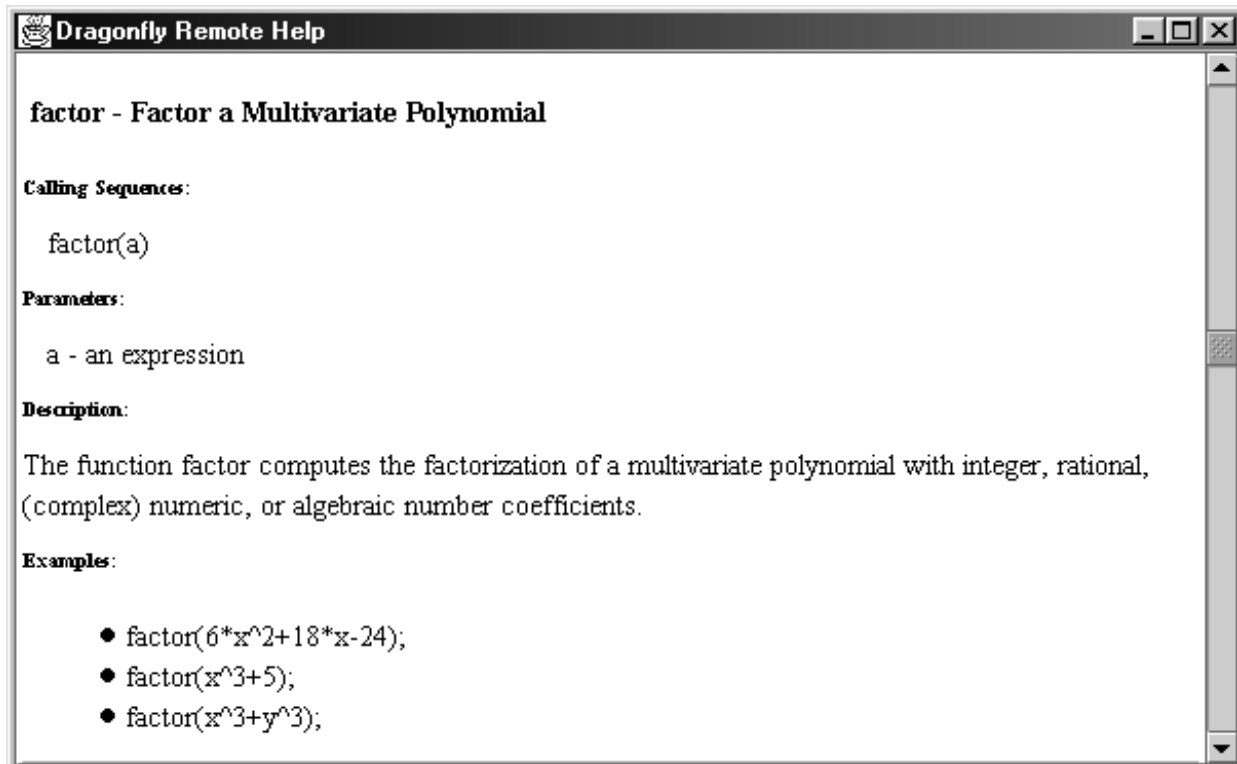 Dragonfly Remote Help
factor - Factor a Multivariate Polynomial
Calling Sequences:
factor(a)
Parameters:
a - an expression
Description:
The function factor computes the factorization of a multivariate polynomial with integer, rational,
(complex) numeric, or algebraic number coefficients.
Examples:
● factor(6*x^2+18*x-24);
● factor(x^3+5);
● factor(x^3+y^3);